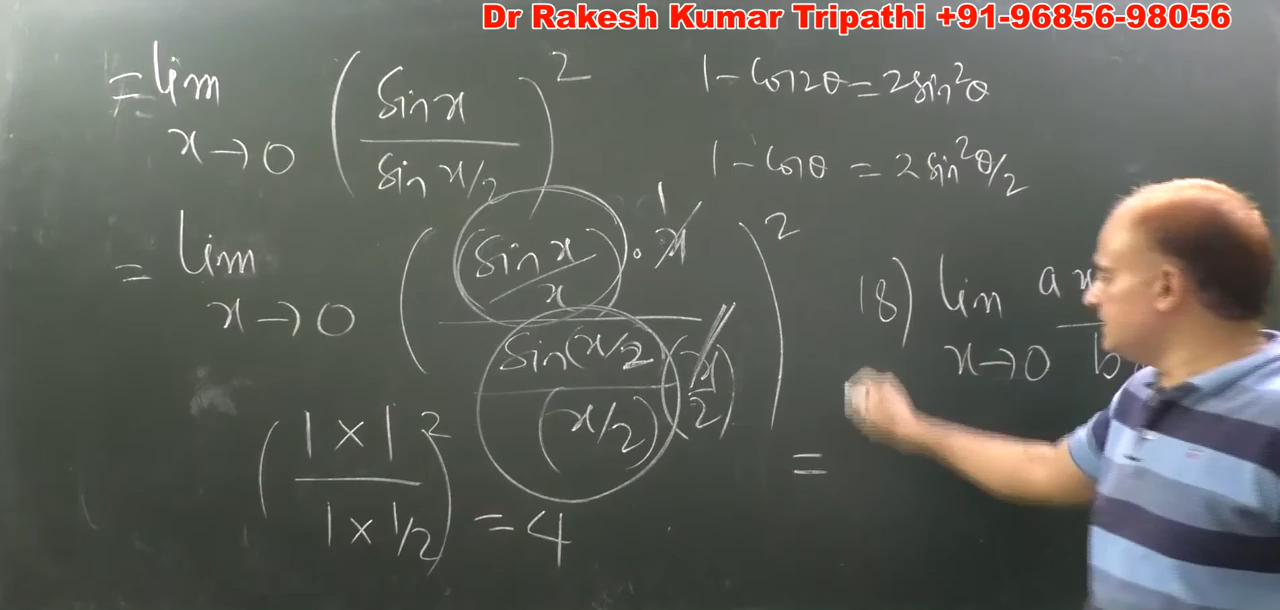 Dr Rakesh Kumar Tripathi +91-96856-98056
= lim x→0 (Sin x / Sin x/2)²
1 - Cos2θ = 2sin²θ
1 - Cosθ = 2sin²θ/2
= lim x→0 ((Sin x / x) · x 1 / (Sin(x/2) / (x/2)) (x/2))²
(1 × 1 / 1 × 1/2)² = 4
18) lim x→0 a x / b
=